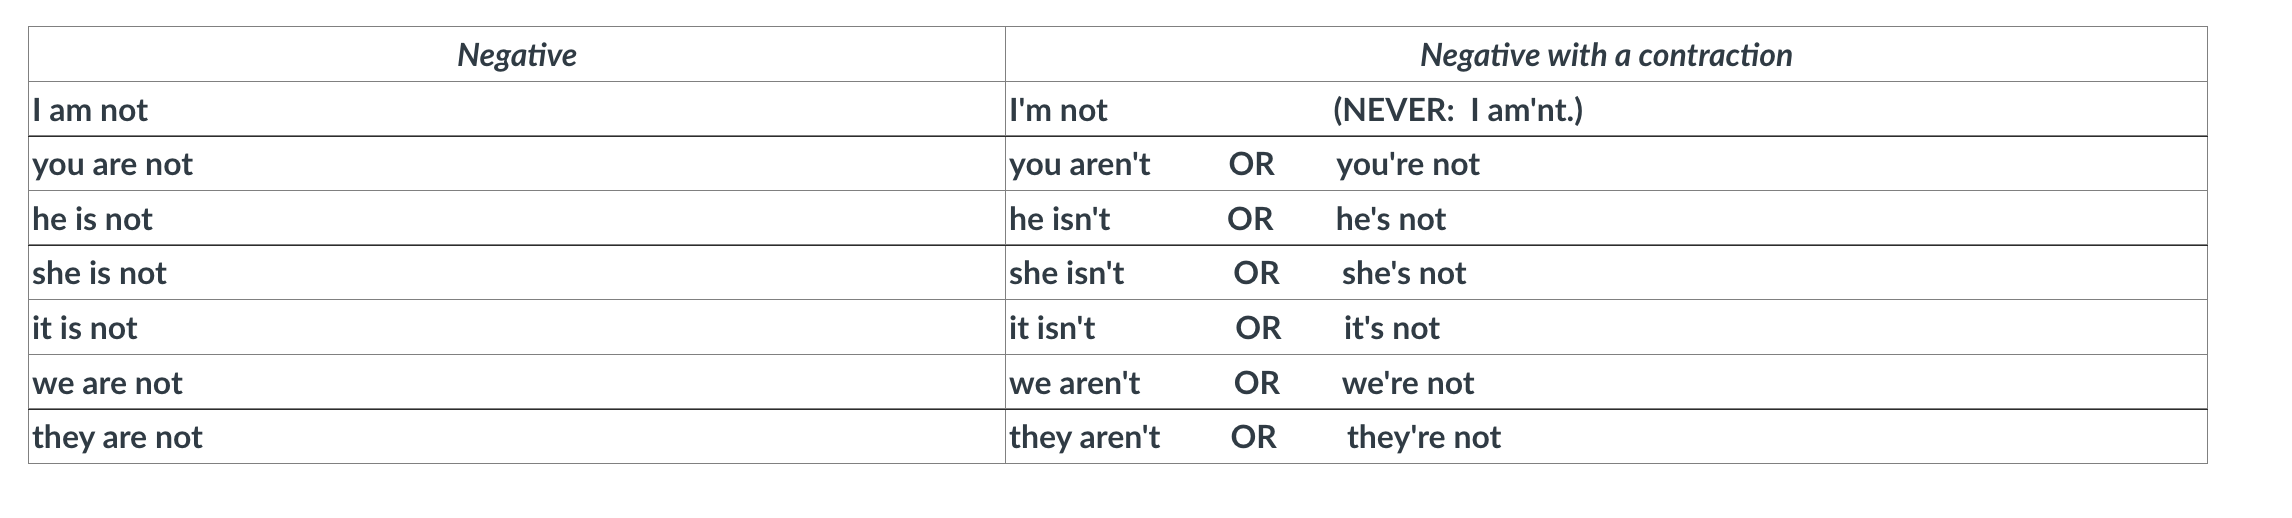 Negative Negative with a contraction
I am not I'm not (NEVER: I am'nt.)
you are not you aren't OR you're not
he is not he isn't OR he's not
she is not she isn't OR she's not
it is not it isn't OR it's not
we are not we aren't OR we're not
they are not they aren't OR they're not